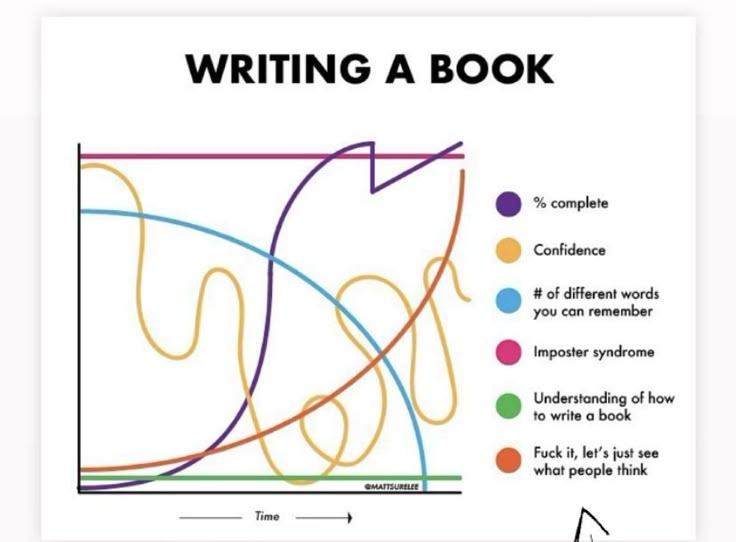 WRITING A BOOK
% complete
Confidence
# of different words
you can remember
Imposter syndrome
Understanding of how
to write a book
Fuck it, let's just see
what people think
@MATTSURELEE
Time